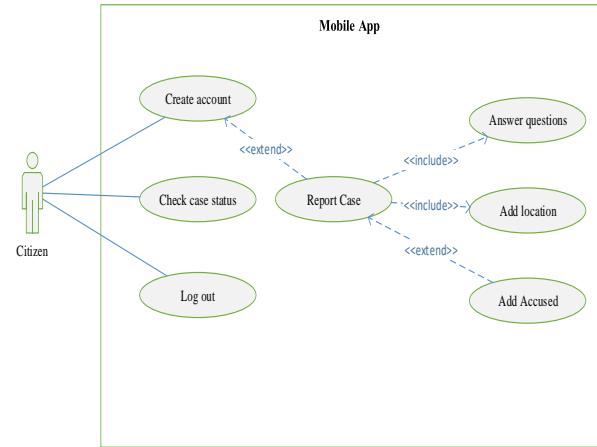 Mobile App
Create account
Answer questions
<<extend>>
<<include>>
Check case status
Report Case
<<include>>
Add location
Citizen
<<extend>>
Log out
Add Accused